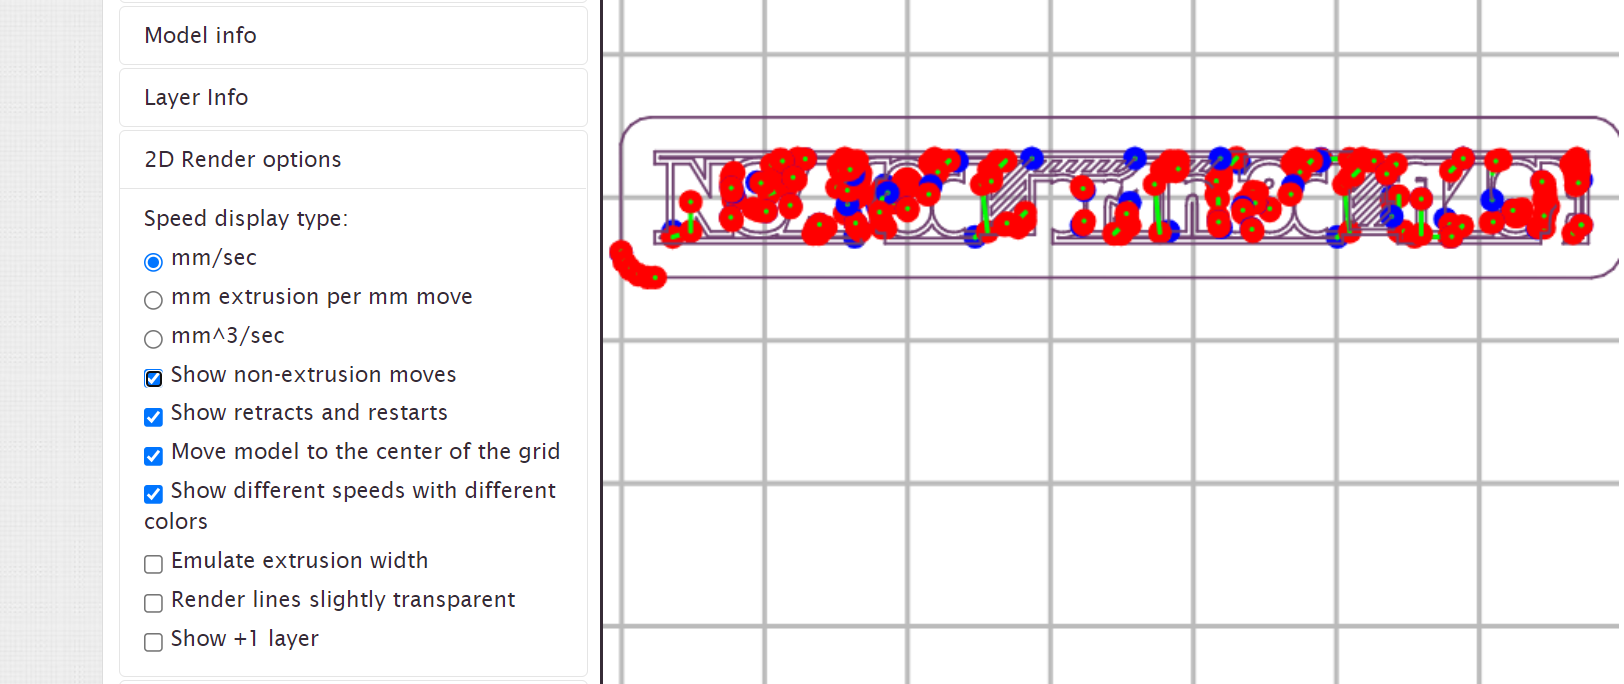 Model info
Layer Info
2D Render options
Speed display type:
mm/sec
mm extrusion per mm move
mm^3/sec
Show non-extrusion moves
Show retracts and restarts
Move model to the center of the grid
Show different speeds with different
colors
Emulate extrusion width
Render lines slightly transparent
Show +1 layer